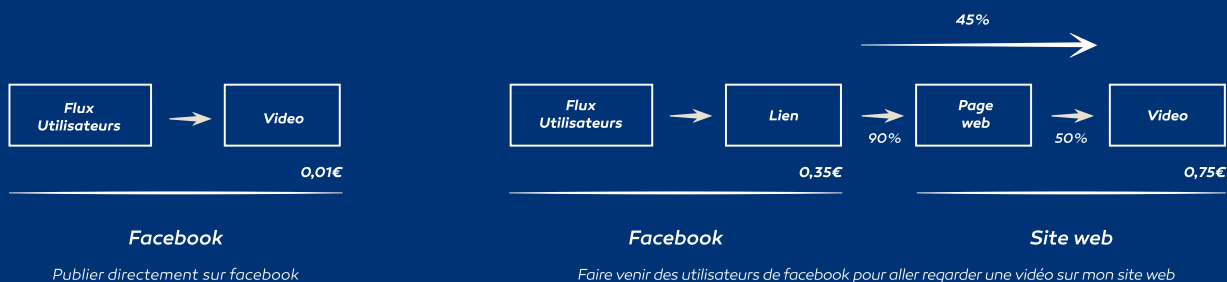 45%
Flux
Utilisateurs
Video
0,01€
Facebook
Publier directement sur facebook
Flux
Utilisateurs
Lien
90%
Page
web
50%
Video
0,35€
0,75€
Facebook
Site web
Faire venir des utilisateurs de facebook pour aller regarder une vidéo sur mon site web